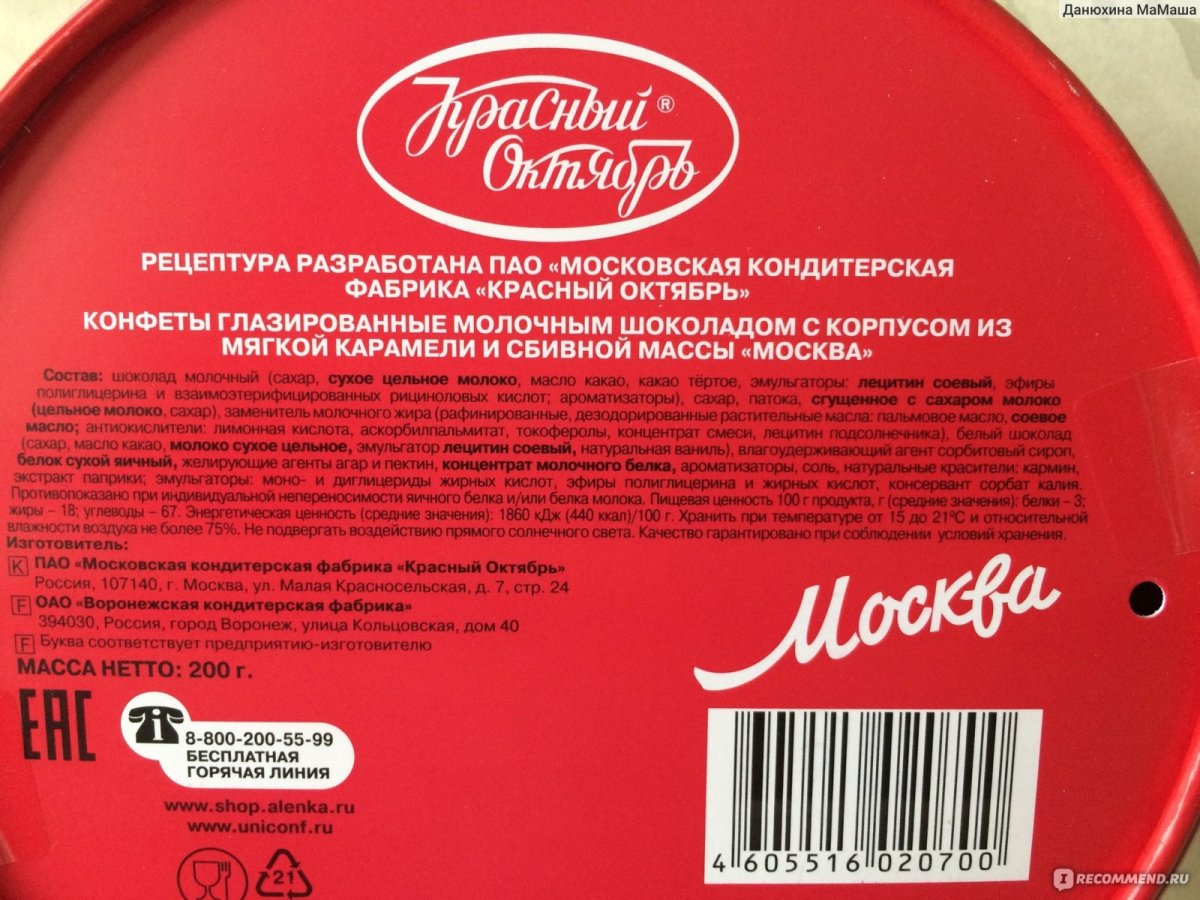 Данюхина МаМаша
Красный ®
Октябрь
РЕЦЕПТУРА РАЗРАБОТАНА ПАО «МОСКОВСКАЯ КОНДИТЕРСКАЯ
ФАБРИКА «КРАСНЫЙ ОКТЯБРЬ»
КОНФЕТЫ ГЛАЗИРОВАННЫЕ МОЛОЧНЫМ ШОКОЛАДОМ С КОРПУСОМ ИЗ
МЯГКОЙ КАРАМЕЛИ И СБИВНОЙ МАССЫ «МОСКВА»
Состав: шоколад молочный (сахар, сухое цельное молоко, масло какао, какао тёртое, эмульгаторы: лецитин соевый, эфиры
полиглицерина и взаимоэтерифицированных рициноловых кислот; ароматизаторы), сахар, патока, сгущенное с сахаром молоко
(цельное молоко, сахар), заменитель молочного жира (рафинированные, дезодорированные растительные масла: пальмовое масло, соевое
масло; антиокислители: лимонная кислота, аскорбилпальмитат, токоферолы, концентрат смеси, лецитин подсолнечника), белый шоколад
(сахар, масло какао, молоко сухое цельное, эмульгатор лецитин соевый, натуральная ваниль), влагоудерживающий агент сорбитовый сироп,
белок сухой яичный, желирующие агенты агар и пектин, концентрат молочного белка, ароматизаторы, соль, натуральные красители: кармин,
экстракт паприки; эмульгаторы: моно- и диглицериды жирных кислот, эфиры полиглицерина и жирных кислот, консервант сорбат калия.
Противопоказано при индивидуальной непереносимости яичного белка и/или белка молока. Пищевая ценность 100 г продукта, г (средние значения): белки – 3;
жиры – 18; углеводы – 67. Энергетическая ценность (средние значения): 1860 кДж (440 ккал)/100 г. Хранить при температуре от 15 до 21°С и относительной
влажности воздуха не более 75%. Не подвергать воздействию прямого солнечного света. Качество гарантировано при соблюдении условий хранения.
Изготовитель:
K ПАО «Московская кондитерская фабрика «Красный Октябрь»
Россия, 107140, г. Москва, ул. Малая Красносельская, д. 7, стр. 24
F ОАО «Воронежская кондитерская фабрика»
394030, Россия, город Воронеж, улица Кольцовская, дом 40
F Буква соответствует предприятию-изготовителю
МАССА НЕТТО: 200 г.
Москва
EAC
i 8-800-200-55-99
БЕСПЛАТНАЯ
ГОРЯЧАЯ ЛИНИЯ
www.shop.alenka.ru
www.uniconf.ru
21
4 605516 020700
IRECOMMEND.RU